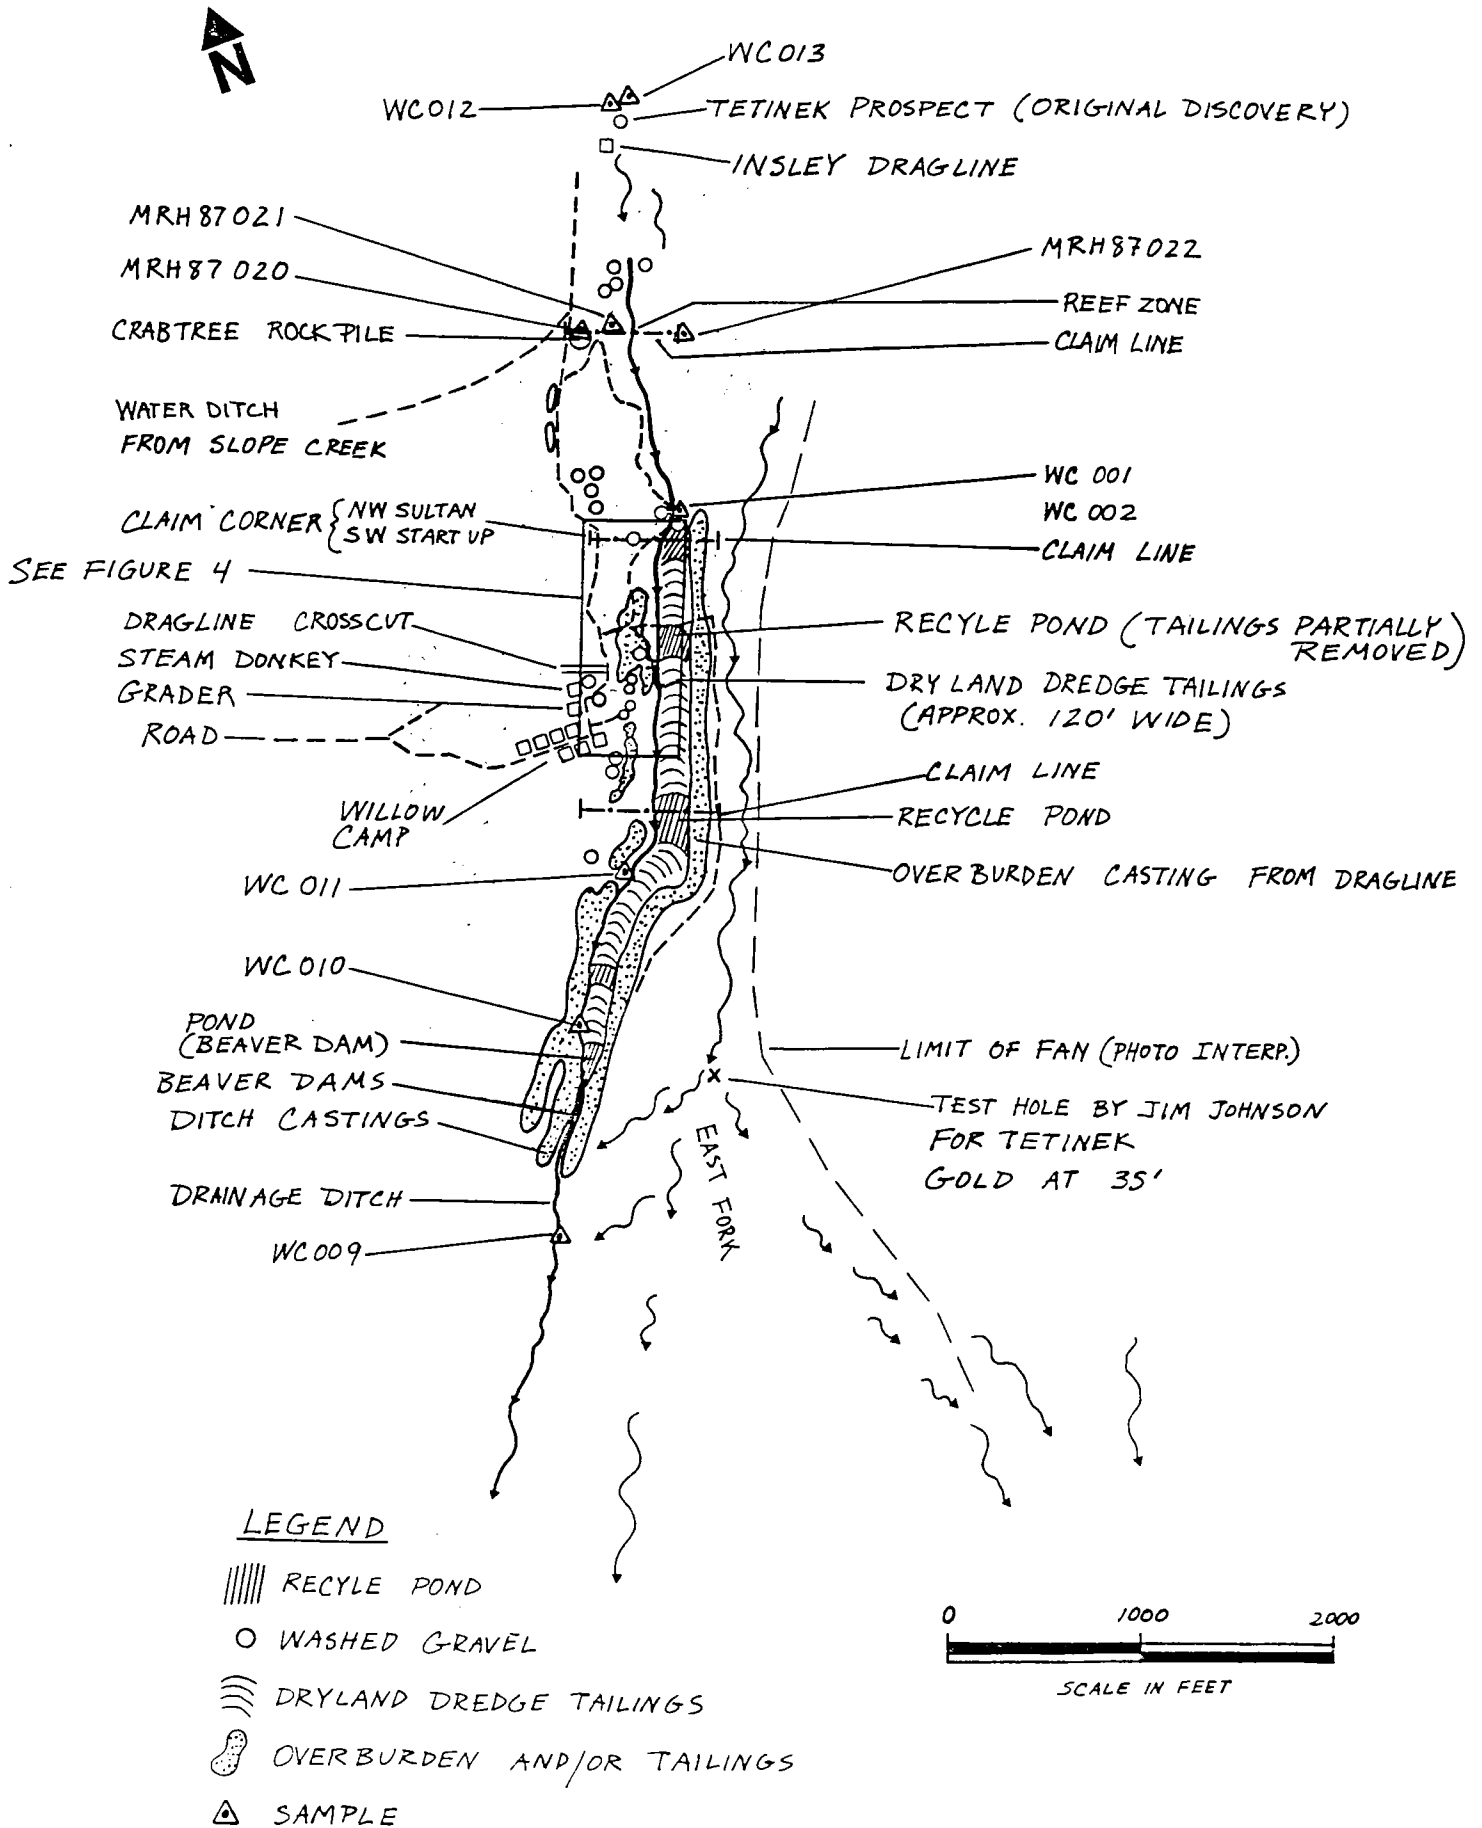 N
WC013
WC012
TETINEK PROSPECT (ORIGINAL DISCOVERY)
INSLEY DRAGLINE
MRH87021
MRH87022
MRH87020
REEF ZONE
CRABTREE ROCK PILE
CLAIM LINE
WATER DITCH
FROM SLOPE CREEK
WC 001
WC 002
CLAIM CORNER { NW SULTAN
SW START UP
CLAIM LINE
SEE FIGURE 4
DRAGLINE CROSSCUT
RECYLE POND (TAILINGS PARTIALLY
REMOVED)
STEAM DONKEY
GRADER
DRY LAND DREDGE TAILINGS
(APPROX. 120' WIDE)
ROAD
CLAIM LINE
WILLOW
CAMP
RECYCLE POND
OVERBURDEN CASTING FROM DRAGLINE
WC 011
WC 010
POND
(BEAVER DAM)
LIMIT OF FAN (PHOTO INTERP.)
BEAVER DAMS
X
DITCH CASTINGS
TEST HOLE BY JIM JOHNSON
FOR TETINEK
GOLD AT 35'
EAST FORK
DRAINAGE DITCH
WC009
LEGEND
RECYLE POND
WASHED GRAVEL
DRYLAND DREDGE TAILINGS
OVERBURDEN AND/OR TAILINGS
SAMPLE
0 1000 2000
SCALE IN FEET